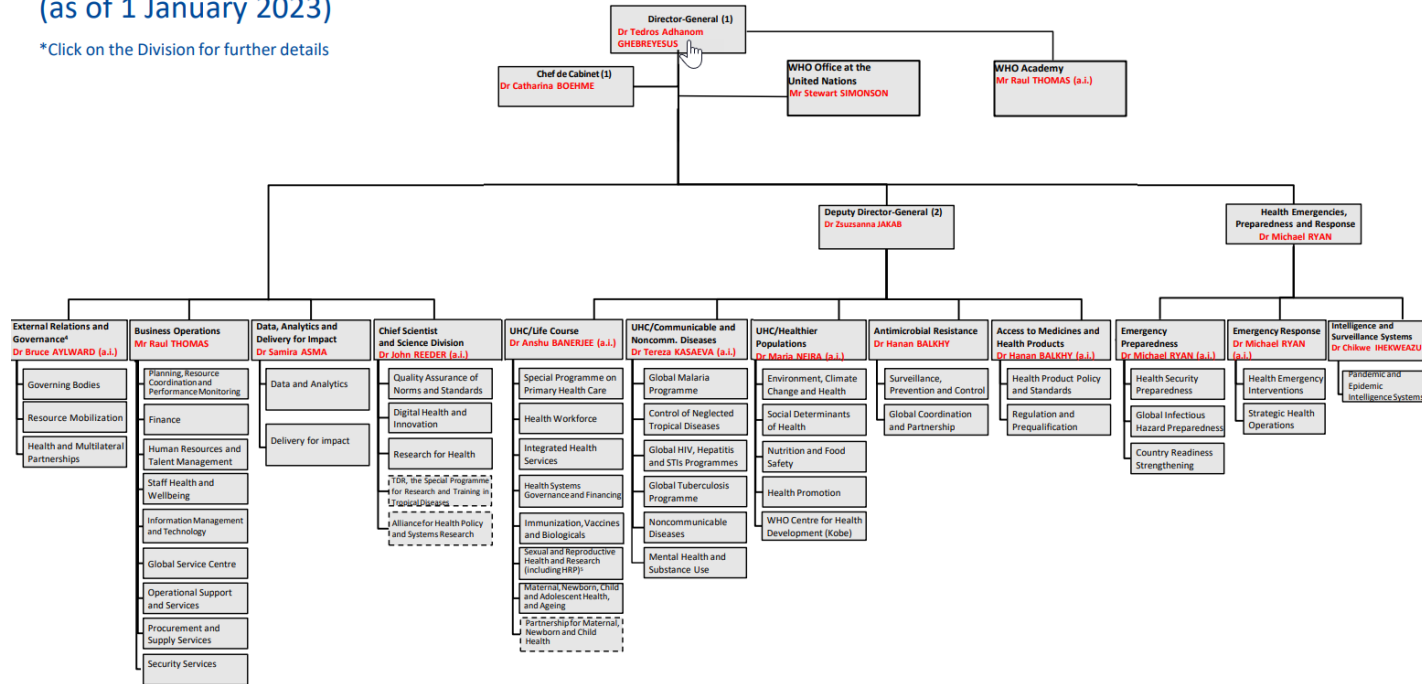 (as of 1 January 2023)
*Click on the Division for further details
Director-General (1)
Dr Tedros Adhanom
GHEBREYESUS
Chef de Cabinet (1)
Dr Catharina BOEHME
WHO Office at the
United Nations
Mr Stewart SIMONSON
WHO Academy
Mr Raul THOMAS (a.i.)
Deputy Director-General (2)
Dr Zsuzsanna JAKAB
Health Emergencies,
Preparedness and Response
Dr Michael RYAN
External Relations and
Governance⁴
Dr Bruce AYLWARD (a.i.)
Governing Bodies
Resource Mobilization
Health and Multilateral
Partnerships
Business Operations
Mr Raul THOMAS
Planning, Resource
Coordination and
Performance Monitoring
Finance
Human Resources and
Talent Management
Staff Health and
Wellbeing
Information Management
and Technology
Global Service Centre
Operational Support
and Services
Procurement and
Supply Services
Security Services
Data, Analytics and
Delivery for Impact
Dr Samira ASMA
Data and Analytics
Delivery for impact
Chief Scientist
and Science Division
Dr John REEDER (a.i.)
Quality Assurance of
Norms and Standards
Digital Health and
Innovation
Research for Health
TDR, the Special Programme
for Research and Training in
Tropical Diseases
Alliance for Health Policy
and Systems Research
UHC/Life Course
Dr Anshu BANERJEE (a.i.)
Special Programme on
Primary Health Care
Health Workforce
Integrated Health
Services
Health Systems
Governance and Financing
Immunization, Vaccines
and Biologicals
Sexual and Reproductive
Health and Research
(including HRP)⁵
Maternal, Newborn, Child
and Adolescent Health,
and Ageing
Partnership for Maternal,
Newborn and Child
Health
UHC/Communicable and
Noncomm. Diseases
Dr Tereza KASAEVA (a.i.)
Global Malaria
Programme
Control of Neglected
Tropical Diseases
Global HIV, Hepatitis
and STIs Programmes
Global Tuberculosis
Programme
Noncommunicable
Diseases
Mental Health and
Substance Use
UHC/Healthier
Populations
Dr Maria NEIRA (a.i.)
Environment, Climate
Change and Health
Social Determinants
of Health
Nutrition and Food
Safety
Health Promotion
WHO Centre for Health
Development (Kobe)
Antimicrobial Resistance
Dr Hanan BALKHY
Surveillance,
Prevention and Control
Global Coordination
and Partnership
Access to Medicines and
Health Products
Dr Hanan BALKHY (a.i.)
Health Product Policy
and Standards
Regulation and
Prequalification
Emergency
Preparedness
Dr Michael RYAN (a.i.)
Health Security
Preparedness
Global Infectious
Hazard Preparedness
Country Readiness
Strengthening
Emergency Response
Dr Michael RYAN
(a.i.)
Health Emergency
Interventions
Strategic Health
Operations
Intelligence and
Surveillance Systems
Dr Chikwe IHEKWEAZU
Pandemic and
Epidemic
Intelligence Systems